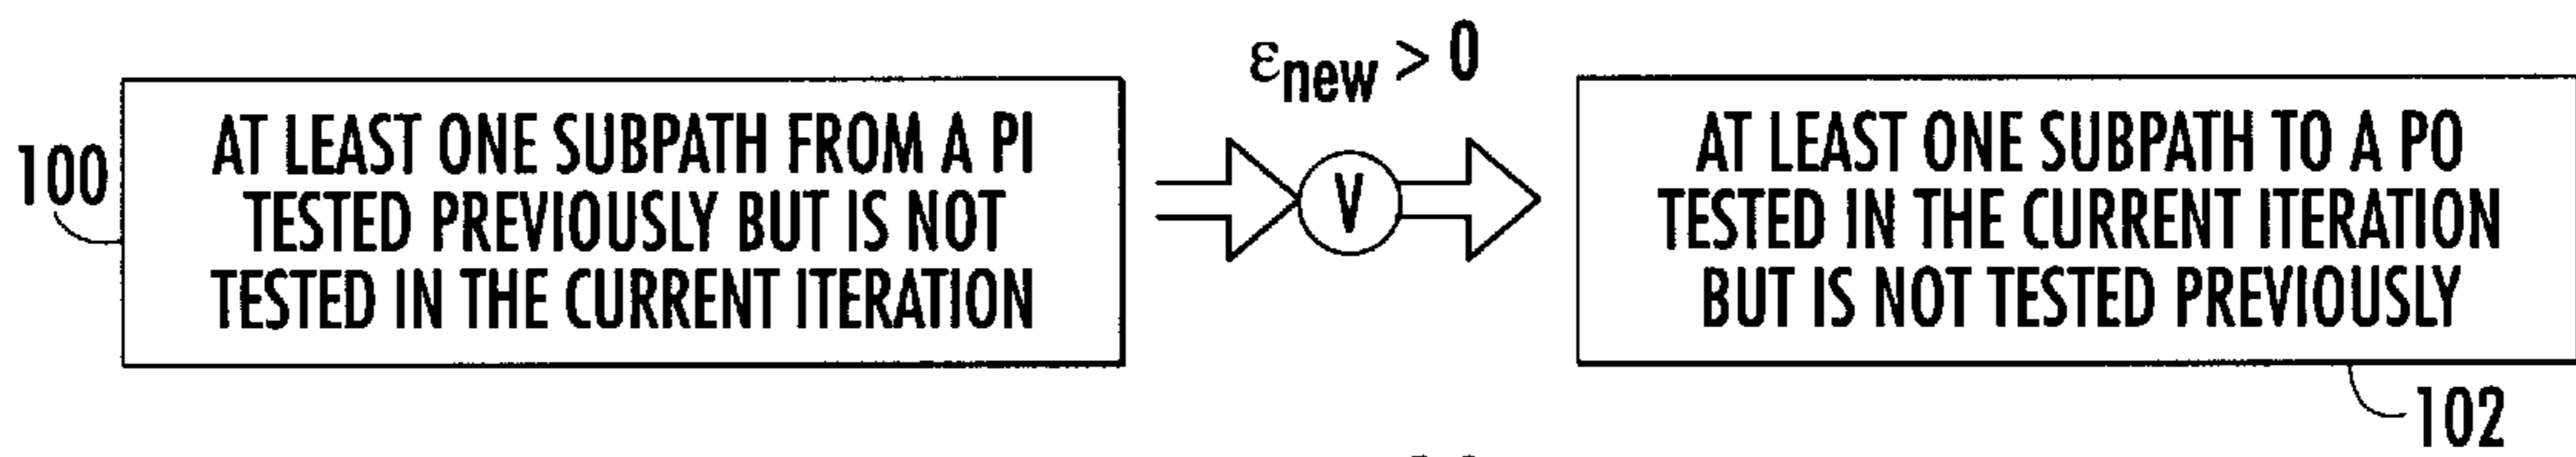 100
AT LEAST ONE SUBPATH FROM A PI
TESTED PREVIOUSLY BUT IS NOT
TESTED IN THE CURRENT ITERATION
εnew > 0
V
AT LEAST ONE SUBPATH TO A PO
TESTED IN THE CURRENT ITERATION
BUT IS NOT TESTED PREVIOUSLY
102